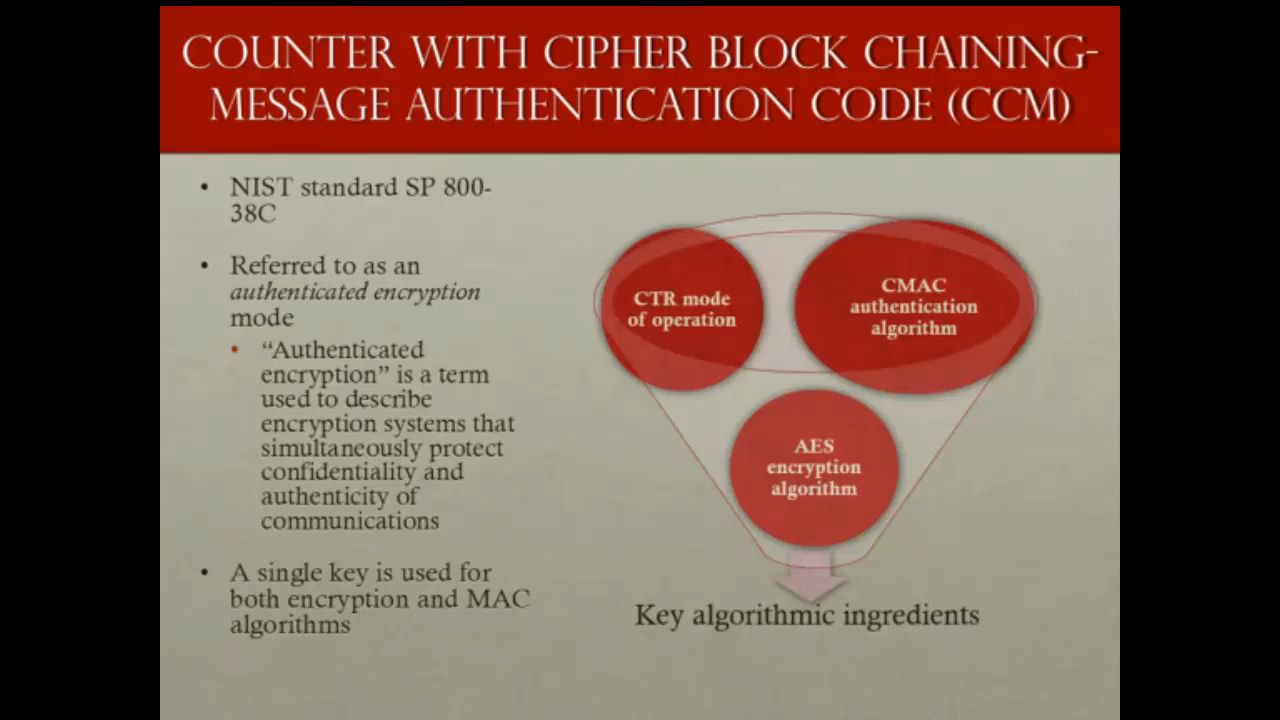 COUNTER WITH CIPHER BLOCK CHAINING-
MESSAGE AUTHENTICATION CODE (CCM)
• NIST standard SP 800-
38C
• Referred to as an
authenticated encryption
mode
• “Authenticated
encryption” is a term
used to describe
encryption systems that
simultaneously protect
confidentiality and
authenticity of
communications
• A single key is used for
both encryption and MAC
algorithms
CTR mode
of operation
CMAC
authentication
algorithm
AES
encryption
algorithm
Key algorithmic ingredients